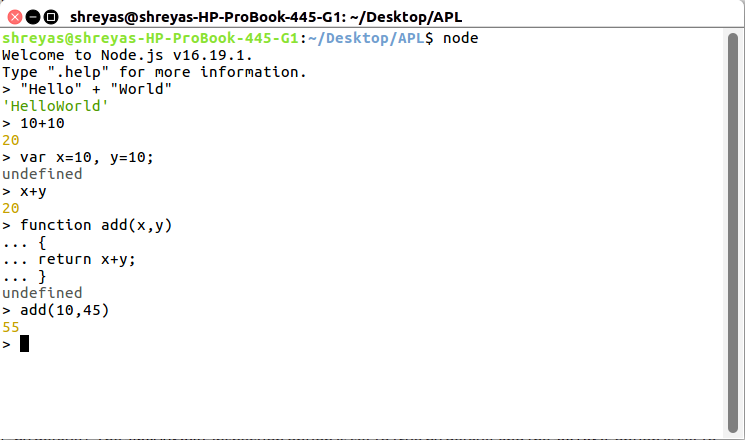 shreyas@shreyas-HP-ProBook-445-G1: ~/Desktop/APL
shreyas@shreyas-HP-ProBook-445-G1:~/Desktop/APL$ node
Welcome to Node.js v16.19.1.
Type ".help" for more information.
> "Hello" + "World"
'HelloWorld'
> 10+10
20
> var x=10, y=10;
undefined
> x+y
20
> function add(x,y)
... {
... return x+y;
... }
undefined
> add(10,45)
55
>